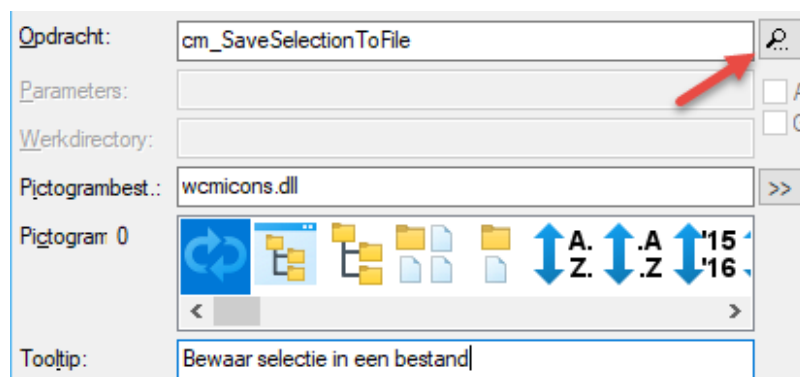 Opdracht: cm_SaveSelectionToFile
Parameters: A
Werkdirectory: C
Pictogrambest.: wcmicons.dll >>
Pictogram 0 A. Z. .A .Z '15 '16
Tooltip: Bewaar selectie in een bestand